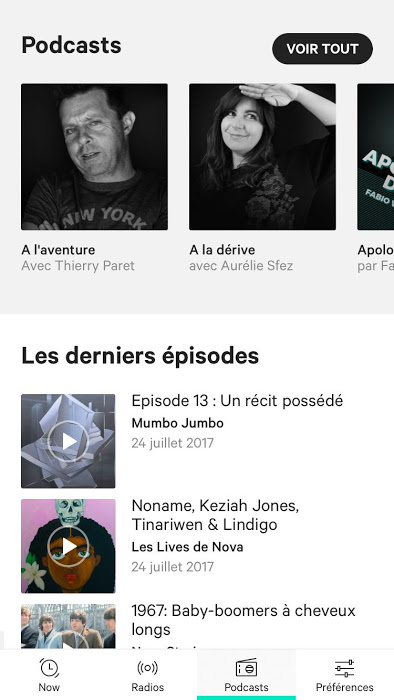 Podcasts
VOIR TOUT
NEW YORK
A l'aventure
Avec Thierry Paret
A la dérive
avec Aurélie Sfez
APO
D
FABIO
Apolo
par Fa
Les derniers épisodes
Episode 13 : Un récit possédé
Mumbo Jumbo
24 juillet 2017
Noname, Keziah Jones,
Tinariwen & Lindigo
Les Lives de Nova
24 juillet 2017
1967: Baby-boomers à cheveux
longs
Now
Radios
Podcasts
Préférences